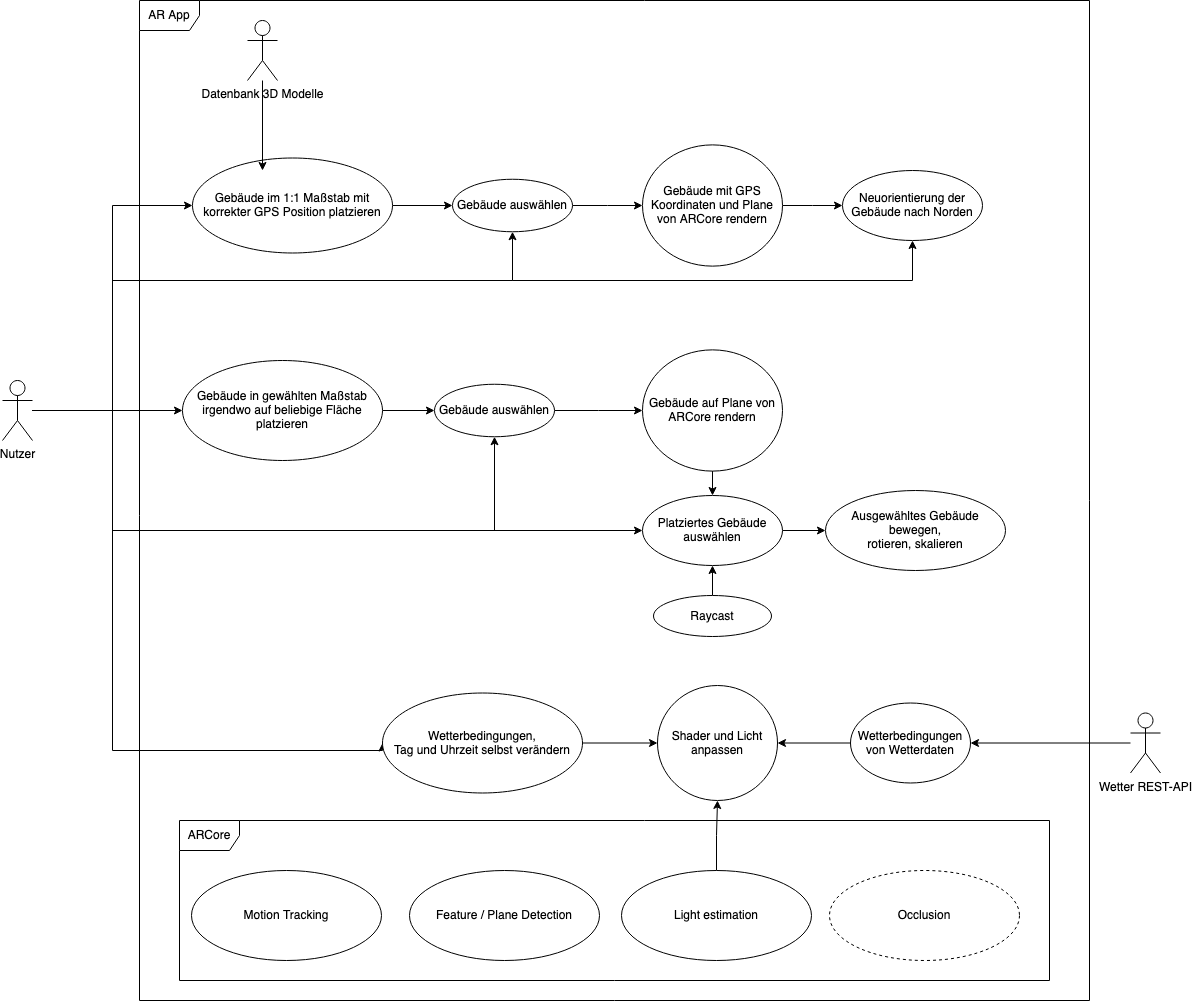 AR App
Datenbank 3D Modelle
Gebäude im 1:1 Maßstab mit
korrekter GPS Position platzieren
Gebäude auswählen
Gebäude mit GPS
Koordinaten und Plane
von ARCore rendern
Neuorientierung der
Gebäude nach Norden
Nutzer
Gebäude in gewählten Maßstab
irgendwo auf beliebige Fläche
platzieren
Gebäude auswählen
Gebäude auf Plane von
ARCore rendern
Platziertes Gebäude
auswählen
Ausgewähltes Gebäude
bewegen,
rotieren, skalieren
Raycast
Wetterbedingungen,
Tag und Uhrzeit selbst verändern
Shader und Licht
anpassen
Wetterbedingungen
von Wetterdaten
Wetter REST-API
ARCore
Motion Tracking
Feature / Plane Detection
Light estimation
Occlusion